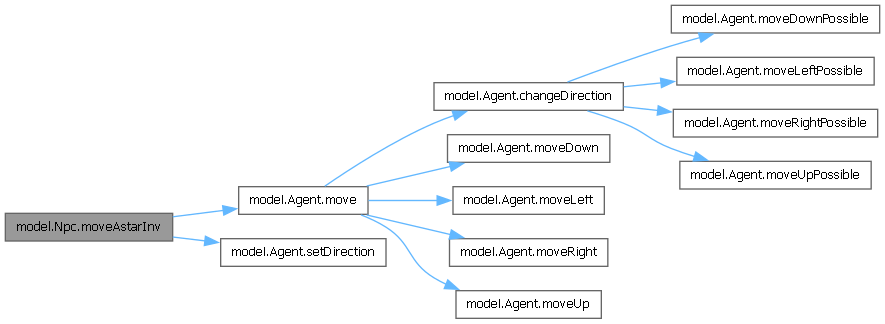 model.Npc.moveAstarInv
model.Agent.move
model.Agent.changeDirection
model.Agent.moveDownPossible
model.Agent.moveLeftPossible
model.Agent.moveRightPossible
model.Agent.moveUpPossible
model.Agent.moveDown
model.Agent.moveLeft
model.Agent.moveRight
model.Agent.moveUp
model.Agent.setDirection